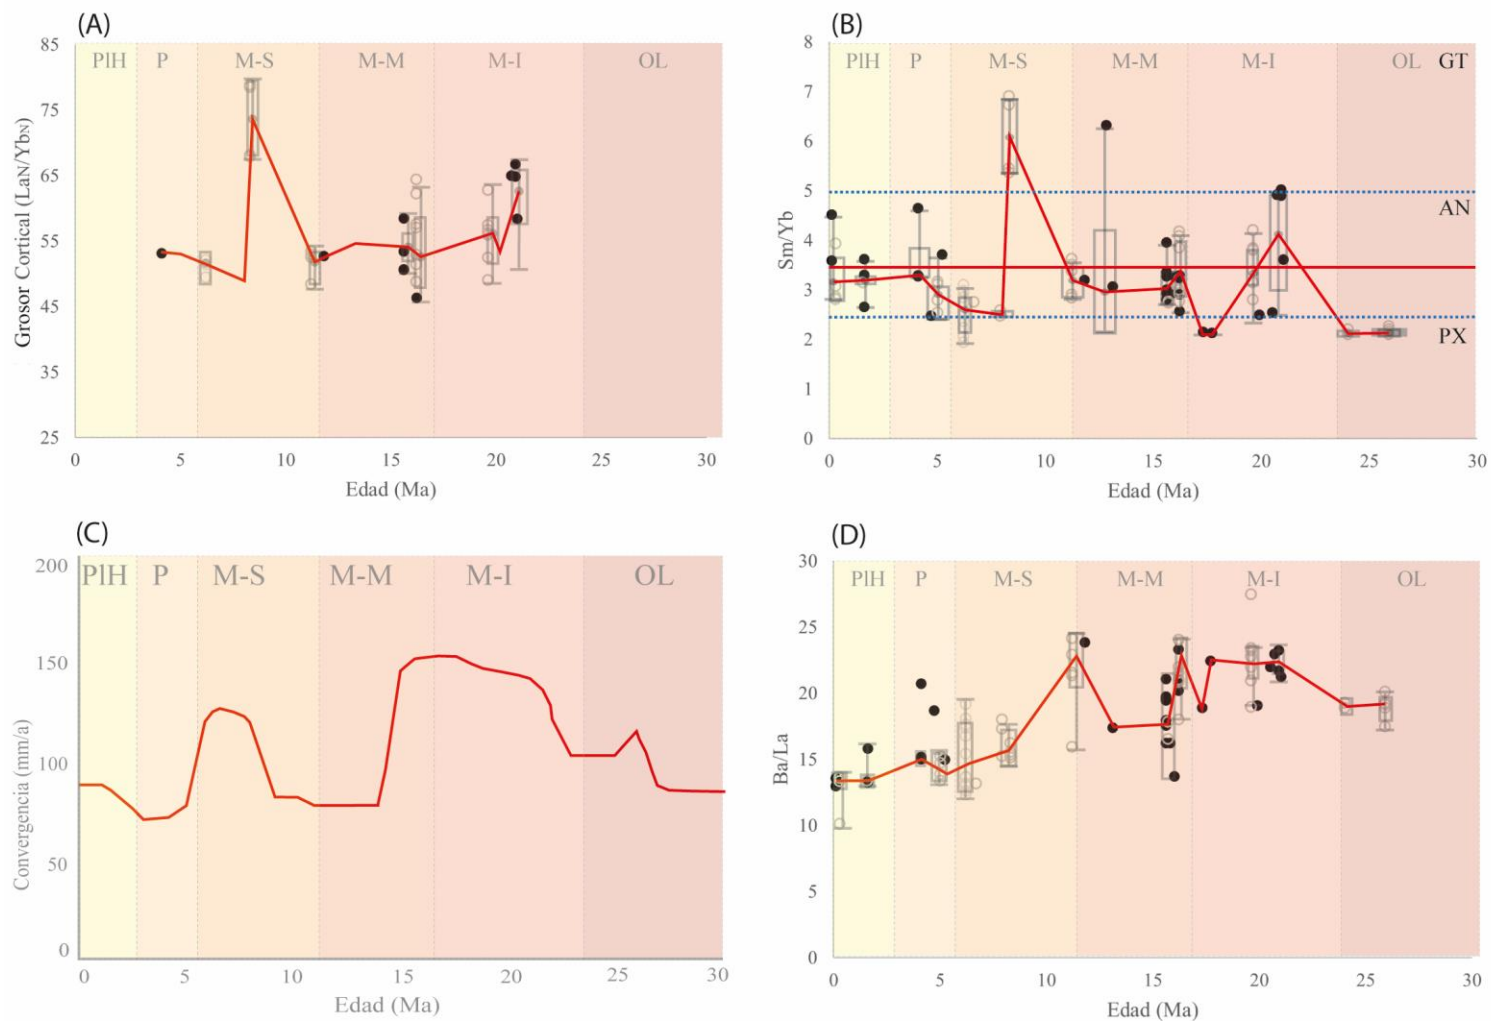 (A)
Grosor Cortical (LaN/YbN)
85
75
65
55
45
35
25
PlH P M-S M-M M-I OL
0 5 10 15 20 25 30
Edad (Ma)
(B)
Sm/Yb
8
7
6
5
4
3
2
1
0
PlH P M-S M-M M-I OL GT
AN
PX
0 5 10 15 20 25 30
Edad (Ma)
(C)
Convergencia (mm/a)
200
150
100
50
0
PlH P M-S M-M M-I OL
0 5 10 15 20 25 30
Edad (Ma)
(D)
Ba/La
30
25
20
15
10
5
0
PlH P M-S M-M M-I OL
0 5 10 15 20 25 30
Edad (Ma)